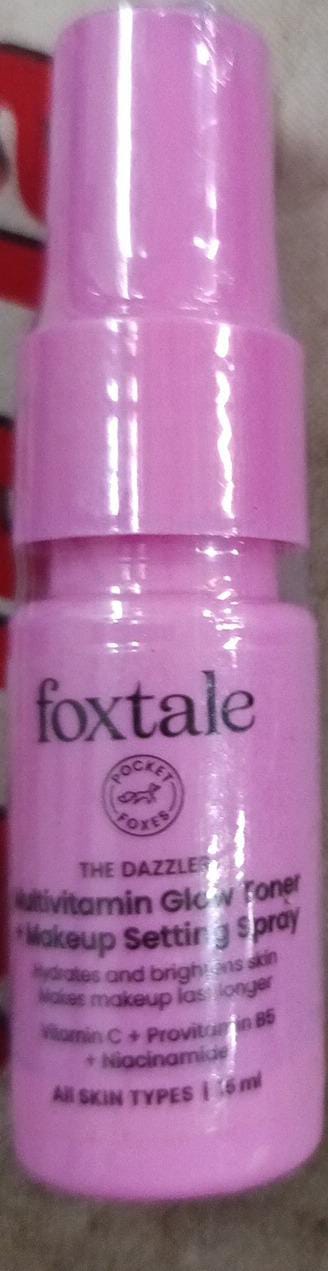 foxtale
POCKET
FOXES
THE DAZZLER
Multivitamin Glow Toner
+ Makeup Setting Spray
Hydrates and brightens skin
Makes makeup last longer
Vitamin C + Provitamin B5
+ Niacinamide
All SKIN TYPES | 15 ml